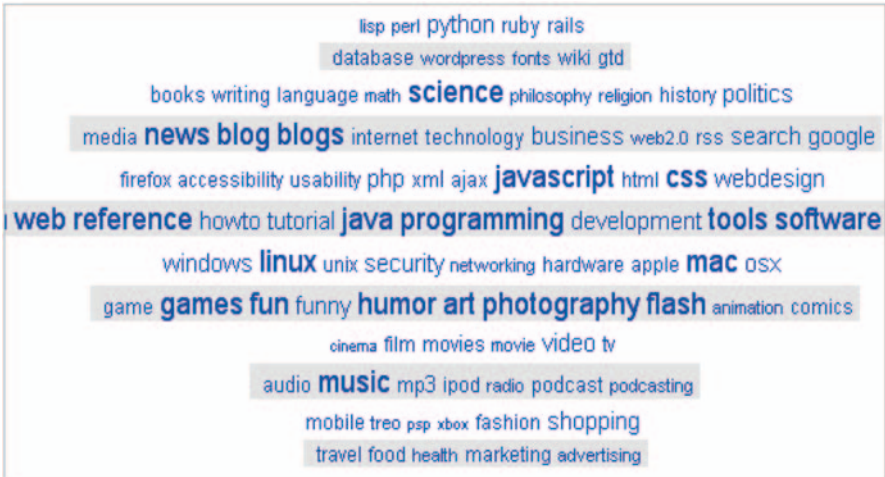 lisp perl python ruby rails
database wordpress fonts wiki gtd
books writing language math science philosophy religion history politics
media news blog blogs internet technology business web2.0 rss search google
firefox accessibility usability php xml ajax javascript html css webdesign
web reference howto tutorial java programming development tools software
windows linux unix security networking hardware apple mac osx
game games fun funny humor art photography flash animation comics
cinema film movies movie video tv
audio music mp3 ipod radio podcast podcasting
mobile treo psp xbox fashion shopping
travel food health marketing advertising